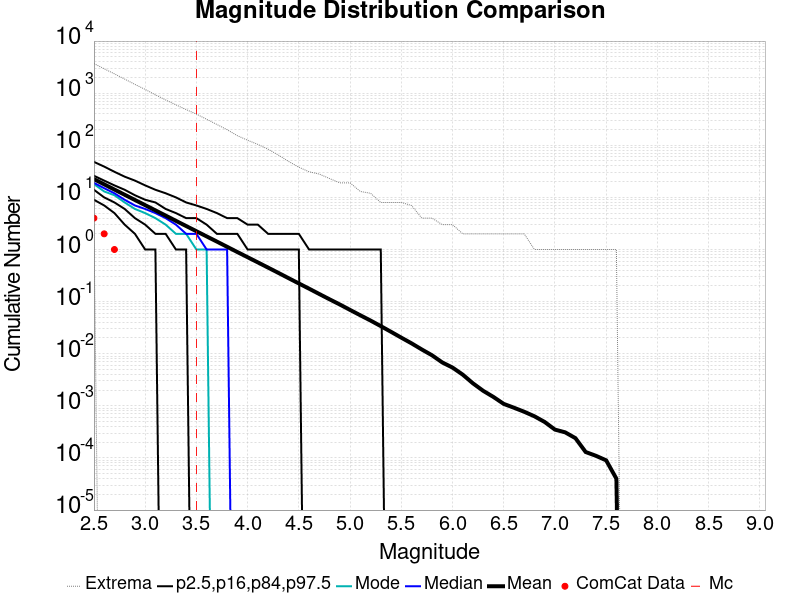 Magnitude Distribution Comparison
10^4
10^3
10^2
10^1
10^0
10^-1
10^-2
10^-3
10^-4
10^-5
Cumulative Number
2.5 3.0 3.5 4.0 4.5 5.0 5.5 6.0 6.5 7.0 7.5 8.0 8.5 9.0
Magnitude
Extrema p2.5,p16,p84,p97.5 Mode Median Mean ComCat Data Mc